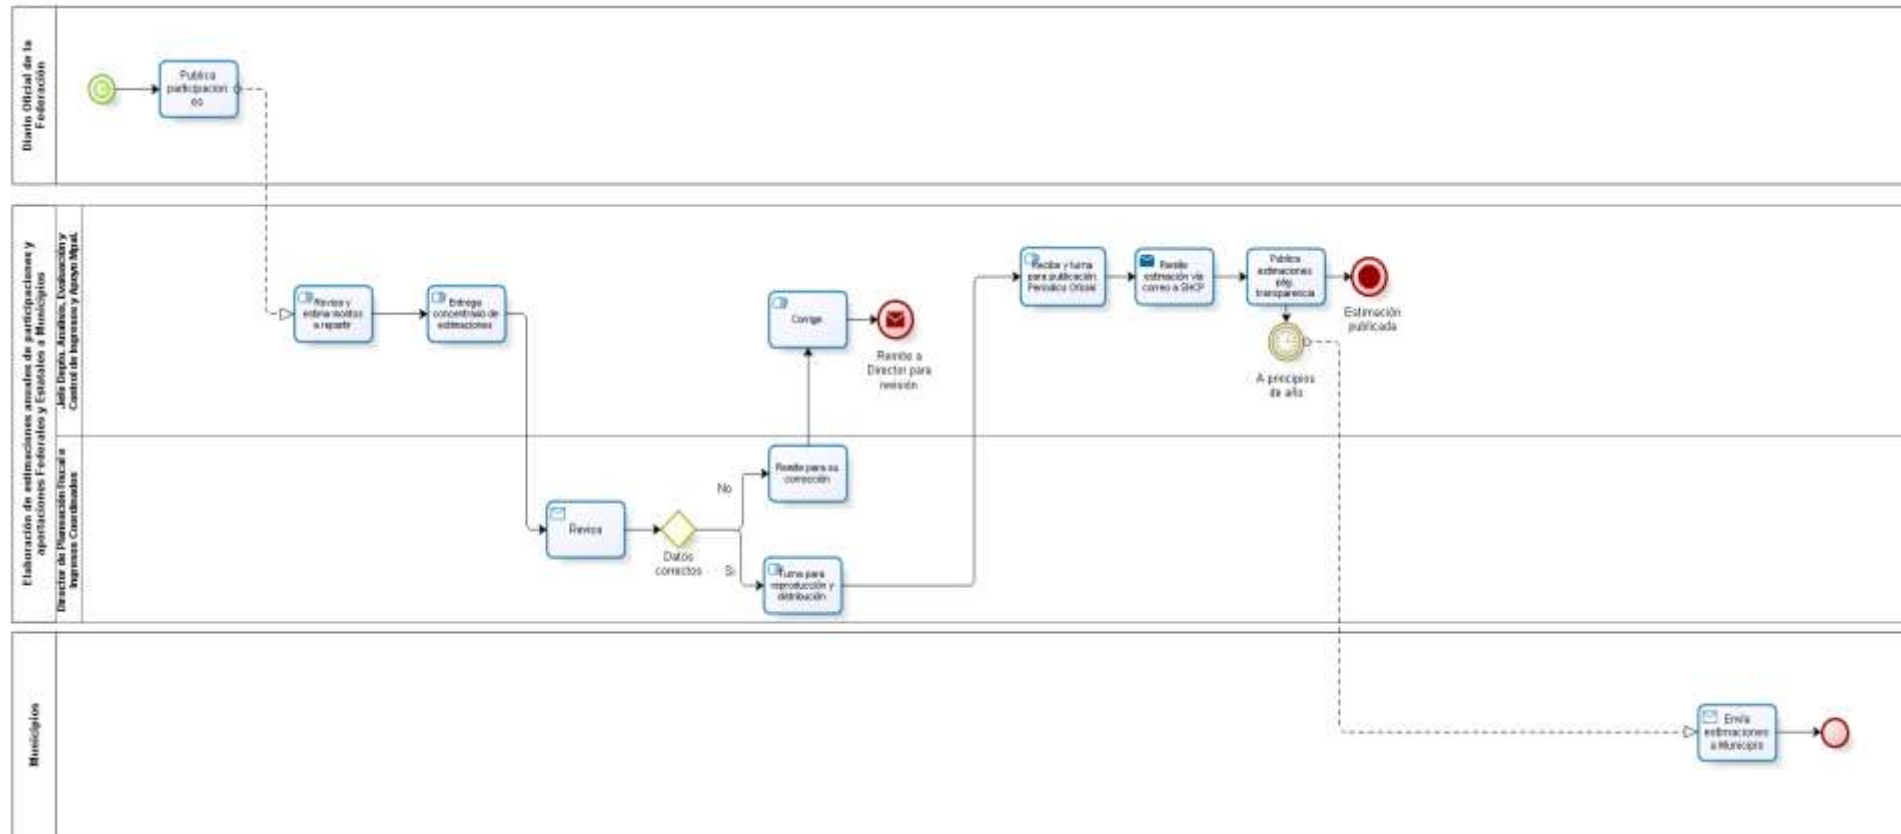 Diario Oficial de la
Federación
Publica
participacion
es
Elaboración de estimaciones anuales de participaciones y
aportaciones Federales y Estatales a Municipios
Jefe Depto. Análisis, Evaluación y
Control de Ingresos y Apoyo Mpal.
Revisa y
estima montos
a repartir
Entrega
concentrado de
estimaciones
Corrige
Remite a
Director para
revisión
Recibe y turna
para publicación
Periodico Oficial
Remite
estimación vía
correo a SHCP
Publica
estimaciones
pág.
transparencia
Estimación
publicada
A principios
de año
Director de Planeación Fiscal e
Ingresos Coordinados
Revisa
Datos
correctos
No
Remite para su
corrección
Si
Turna para
reproducción y
distribución
Municipios
Envía
estimaciones
a Municipio